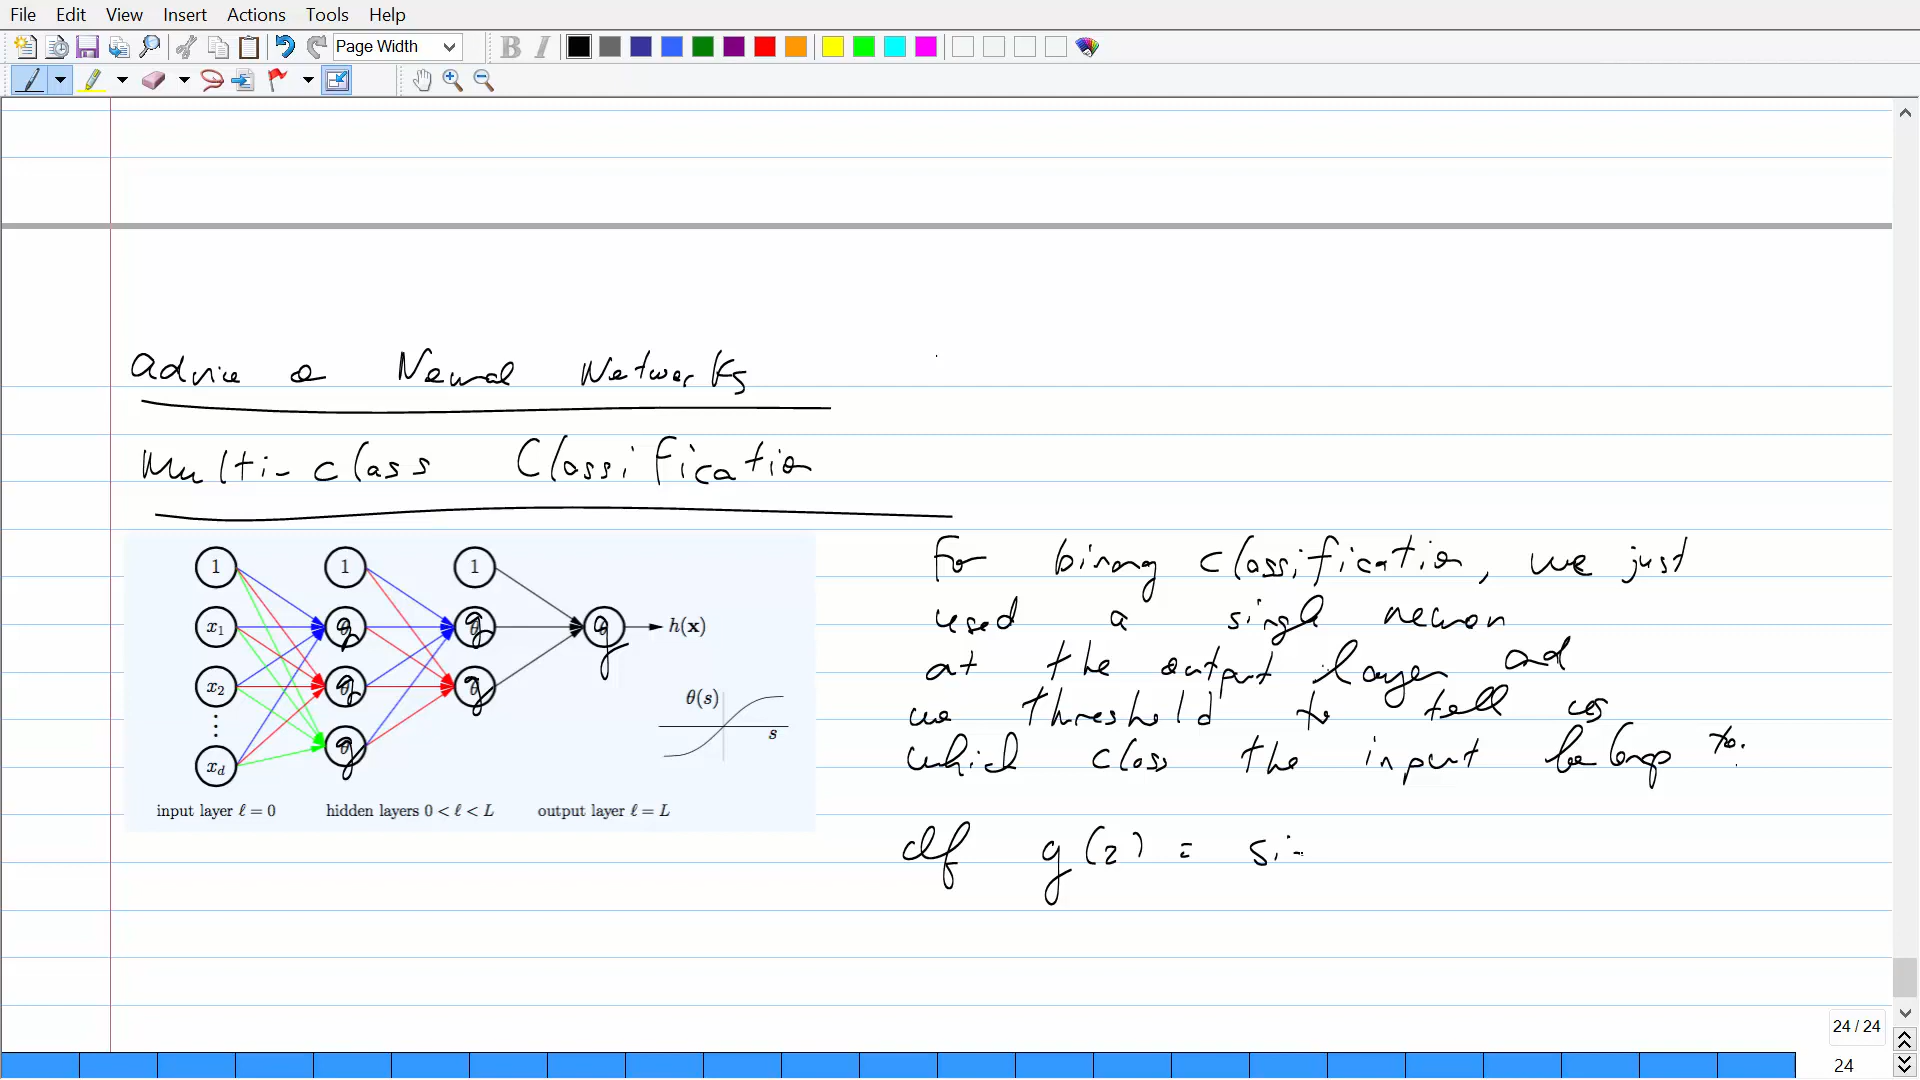 File Edit View Insert Actions Tools Help
Page Width
B I
Advice on Neural Networks
Multi-class Classification
1 1 1
x1 g g g h(x)
x2 g g
θ(s)
s
xd g
input layer ℓ = 0 hidden layers 0 < ℓ < L output layer ℓ = L
For binary classification, we just
used a single neuron
at the output layer and
we threshold to tell us
which class the input belongs to.
If g(z) = si
24 / 24
24